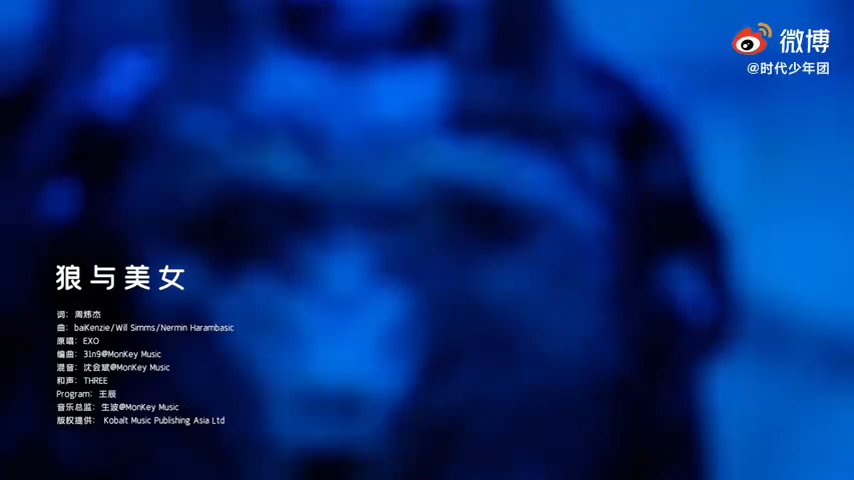 微博
@时代少年团
狼与美女
词：周炜杰
曲：baiKenzie/Will Simms/Nermin Harambasic
原唱：EXO
编曲：31n9@MonKey Music
混音：沈会斌@MonKey Music
和声：THREE
Program：王辰
音乐总监：生波@MonKey Music
版权提供： Kobalt Music Publishing Asia Ltd